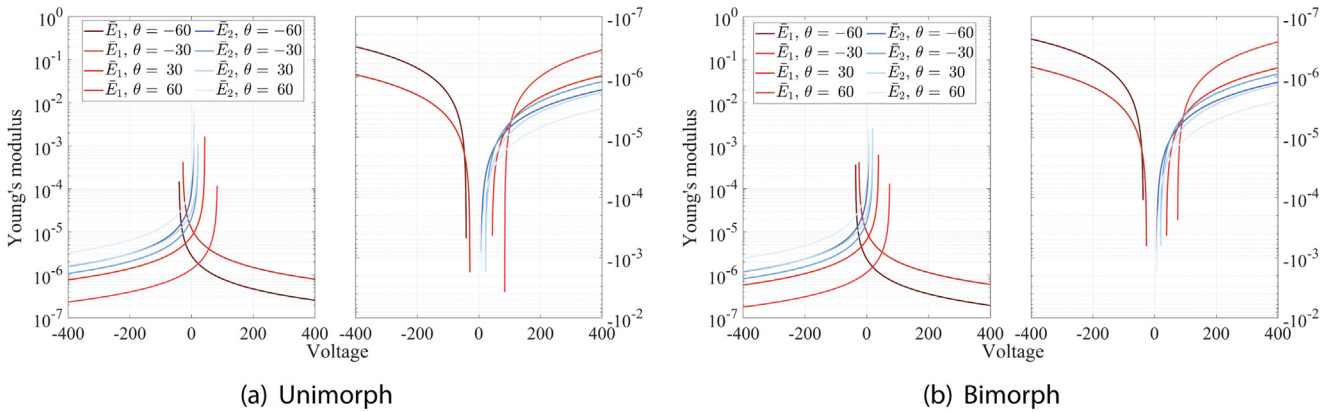 10^0
10^-1
10^-2
10^-3
10^-4
10^-5
10^-6
10^-7
Young's modulus
Ē₁, θ = −60 Ē₂, θ = −60
Ē₁, θ = −30 Ē₂, θ = −30
Ē₁, θ = 30 Ē₂, θ = 30
Ē₁, θ = 60 Ē₂, θ = 60
-10^-7
-10^-6
-10^-5
-10^-4
-10^-3
-10^-2
-400 -200 0 200 400 -400 -200 0 200 400
Voltage
(a) Unimorph
10^0
10^-1
10^-2
10^-3
10^-4
10^-5
10^-6
10^-7
Young's modulus
Ē₁, θ = −60 Ē₂, θ = −60
Ē₁, θ = −30 Ē₂, θ = −30
Ē₁, θ = 30 Ē₂, θ = 30
Ē₁, θ = 60 Ē₂, θ = 60
-10^-7
-10^-6
-10^-5
-10^-4
-10^-3
-10^-2
-400 -200 0 200 400 -400 -200 0 200 400
Voltage
(b) Bimorph